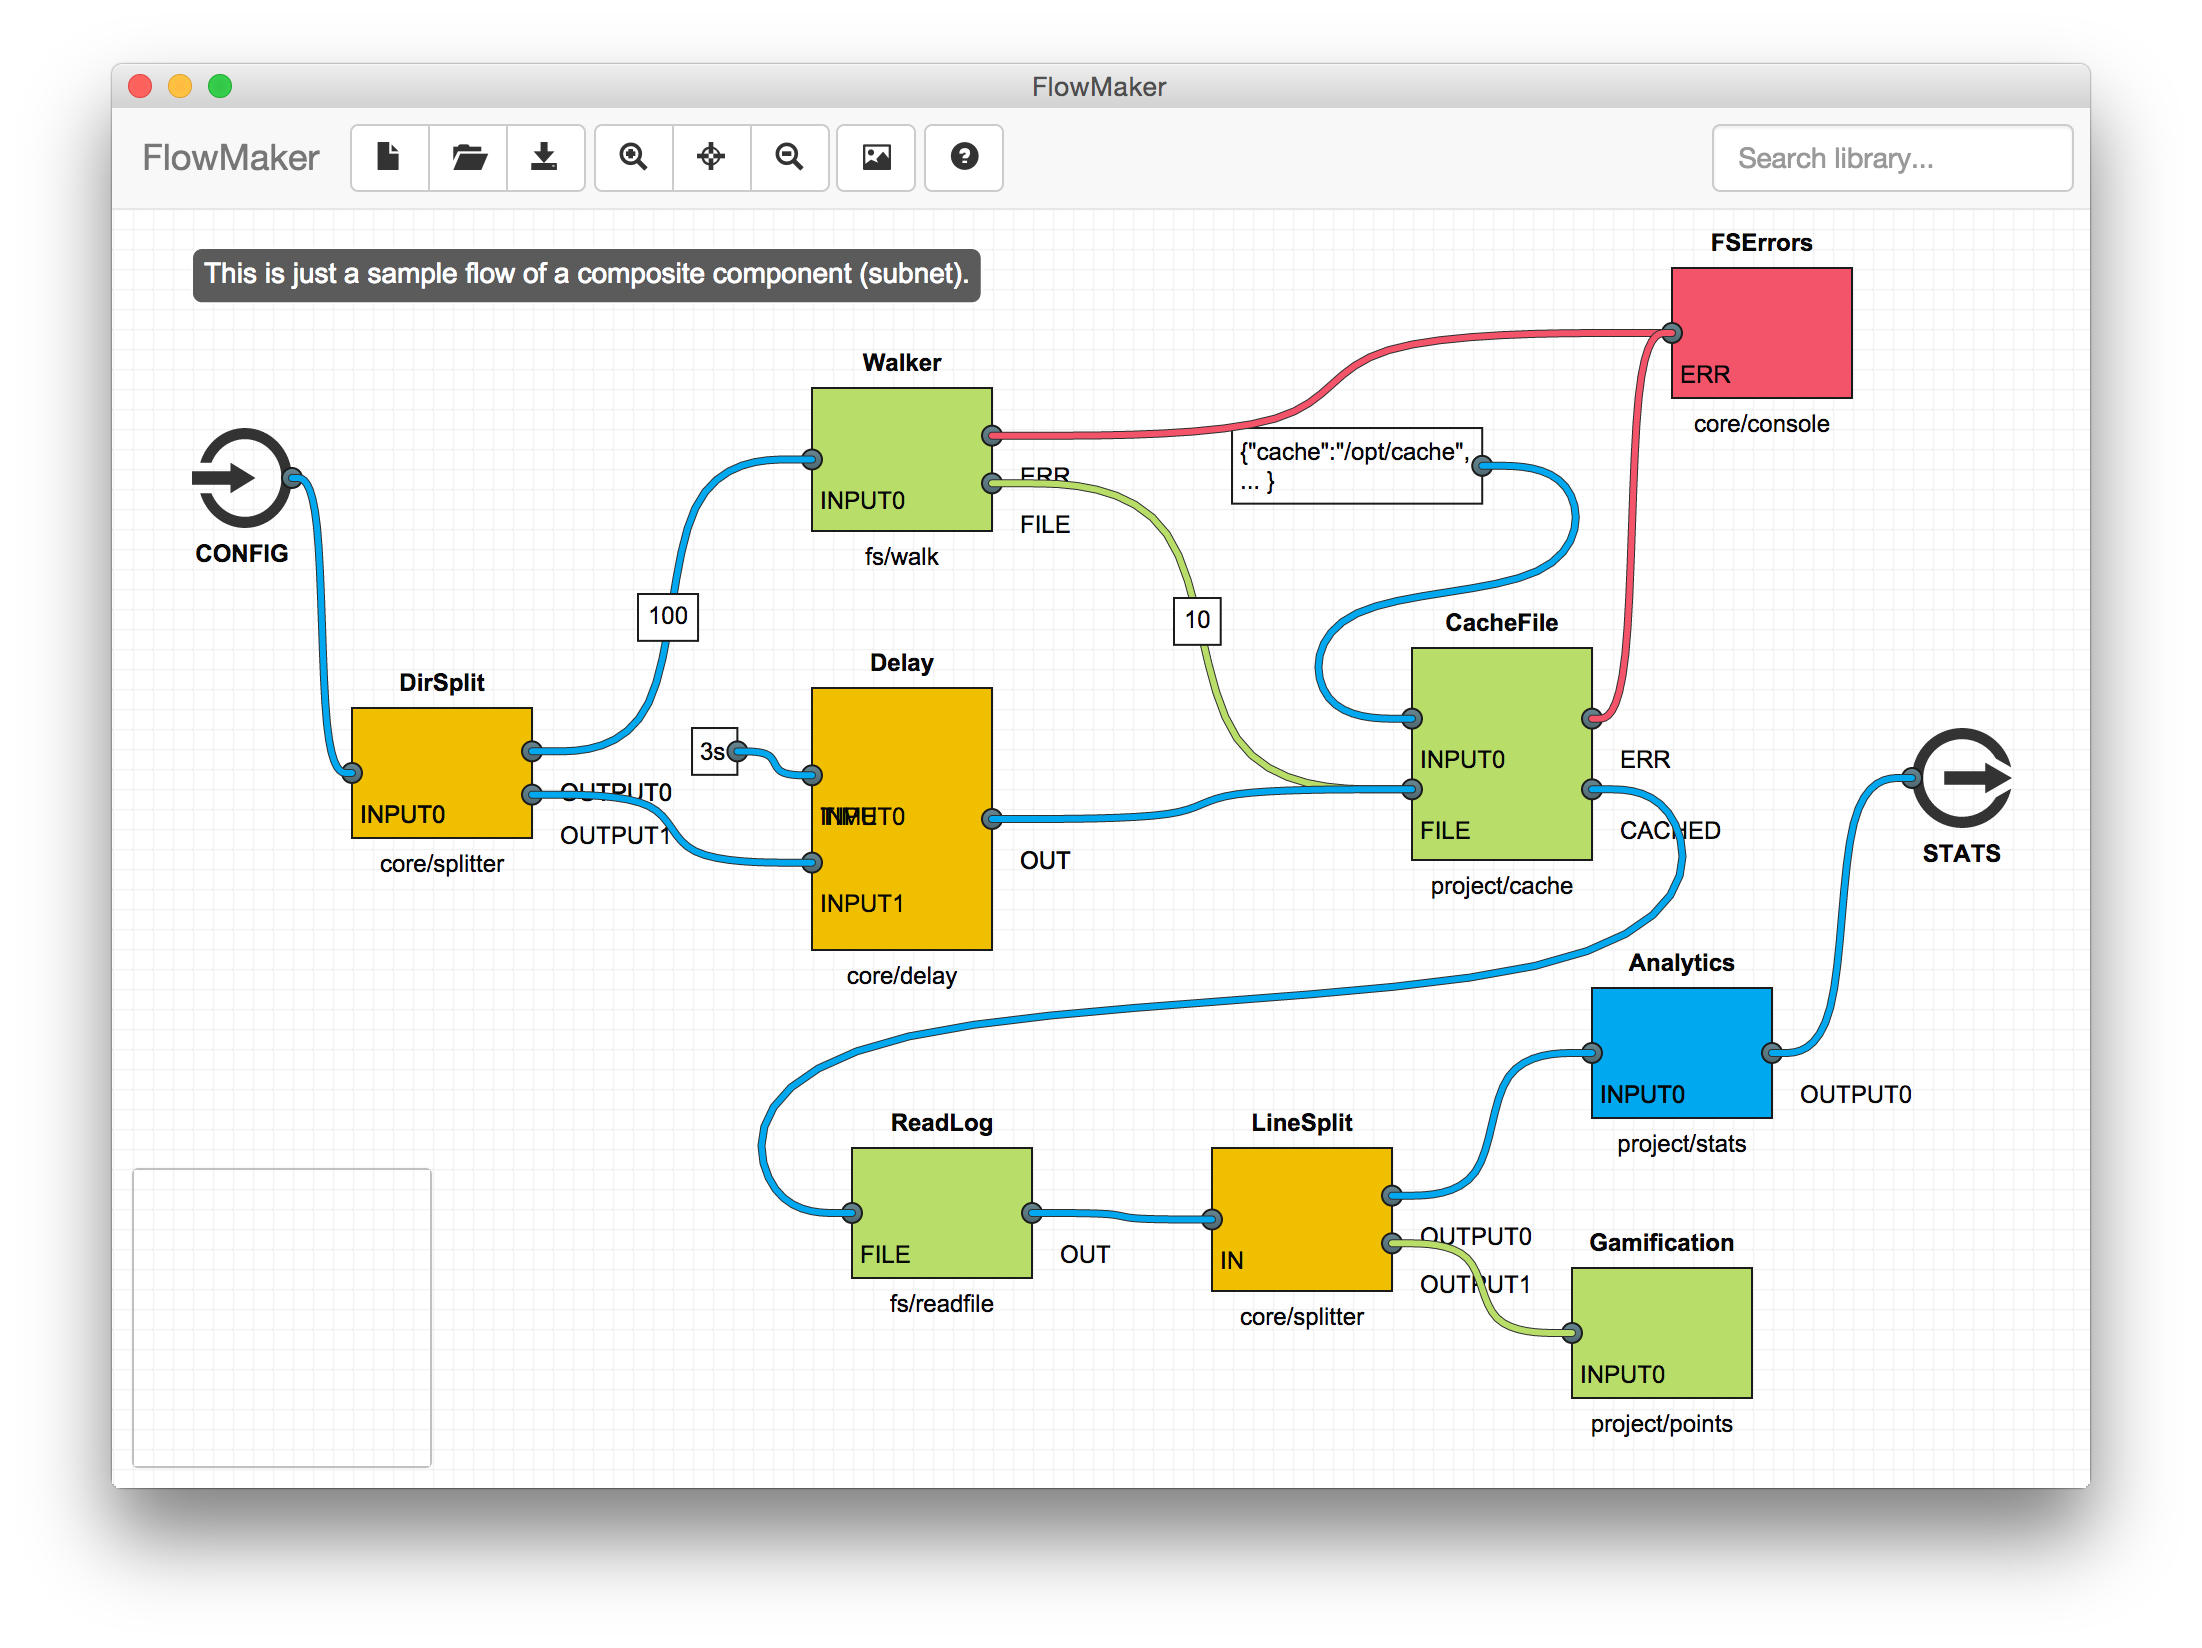 FlowMaker
FlowMaker
Search library...
This is just a sample flow of a composite component (subnet).
FSErrors
ERR
core/console
Walker
INPUT0
ERR
FILE
fs/walk
{"cache":"/opt/cache",
... }
CONFIG
100
10
CacheFile
INPUT0
ERR
FILE
CACHED
project/cache
DirSplit
INPUT0
OUTPUT0
OUTPUT1
core/splitter
Delay
3s
TIME
INPUT0
INPUT1
OUT
core/delay
STATS
Analytics
INPUT0
OUTPUT0
project/stats
ReadLog
FILE
OUT
fs/readfile
LineSplit
IN
OUTPUT0
OUTPUT1
core/splitter
Gamification
INPUT0
project/points